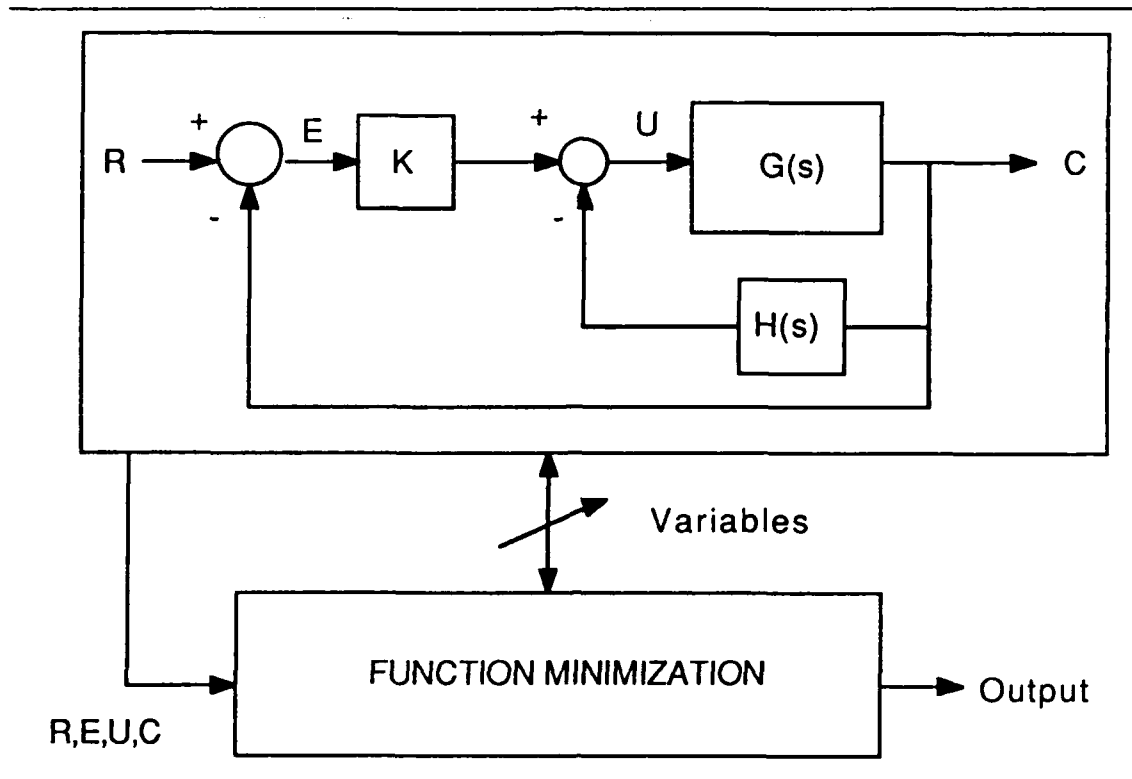 +
E
K
+
U
G(s)
R
C
-
-
H(s)
Variables
FUNCTION MINIMIZATION
Output
R,E,U,C